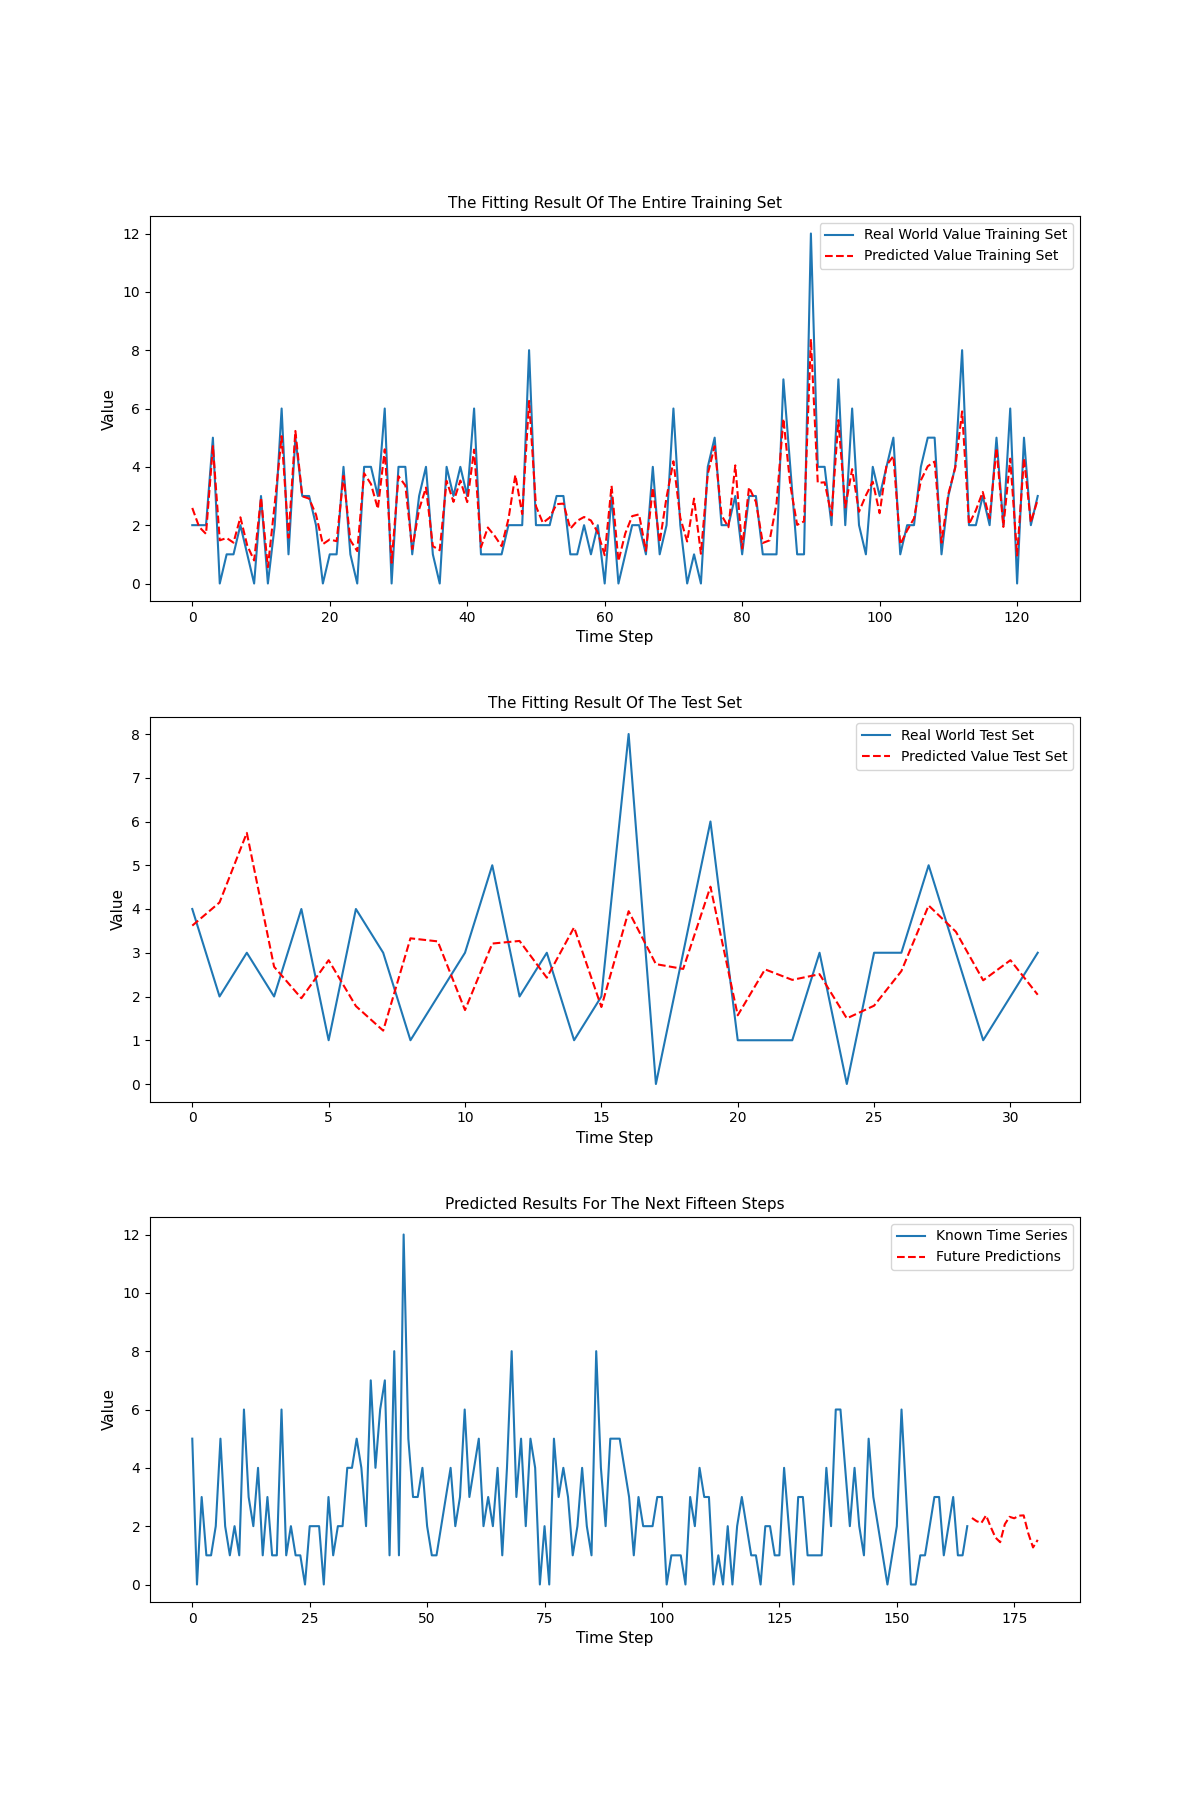 The Fitting Result Of The Entire Training Set
Real World Value Training Set
Predicted Value Training Set
12
10
8
6
4
2
0
Value
0 20 40 60 80 100 120
Time Step
The Fitting Result Of The Test Set
Real World Test Set
Predicted Value Test Set
8
7
6
5
4
3
2
1
0
Value
0 5 10 15 20 25 30
Time Step
Predicted Results For The Next Fifteen Steps
Known Time Series
Future Predictions
12
10
8
6
4
2
0
Value
0 25 50 75 100 125 150 175
Time Step